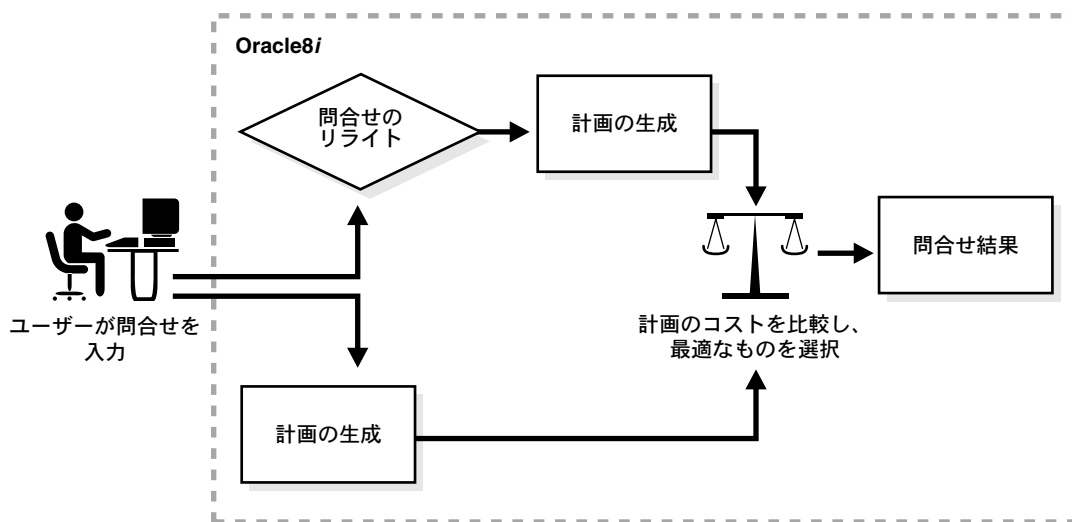 Oracle8i
問合せの
リライト
計画の生成
問合せ結果
ユーザーが問合せを
入力
計画のコストを比較し、
最適なものを選択
計画の生成